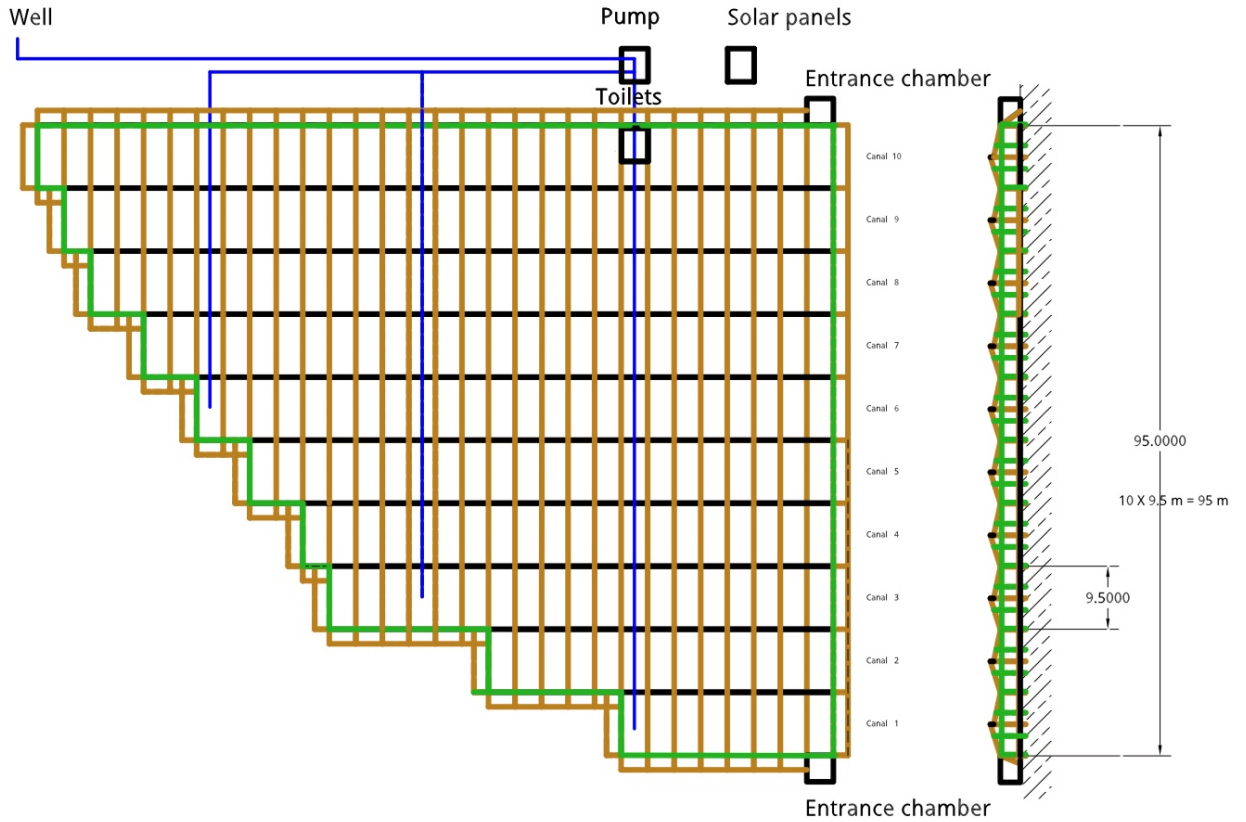 Well
Pump
Solar panels
Entrance chamber
Toilets
Canal 10
Canal 9
Canal 8
Canal 7
Canal 6
Canal 5
Canal 4
Canal 3
Canal 2
Canal 1
95.0000
10 X 9.5 m = 95 m
9.5000
Entrance chamber